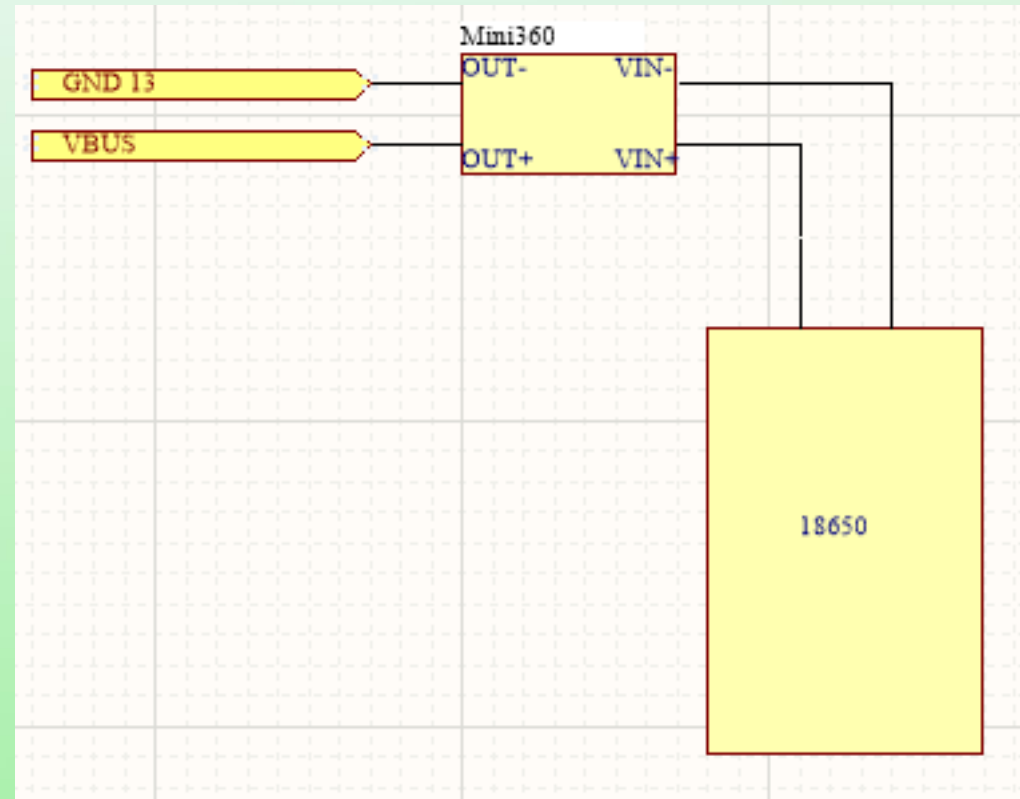 Mini360
OUT- VIN-
GND 13
VBUS
OUT+ VIN+
18650